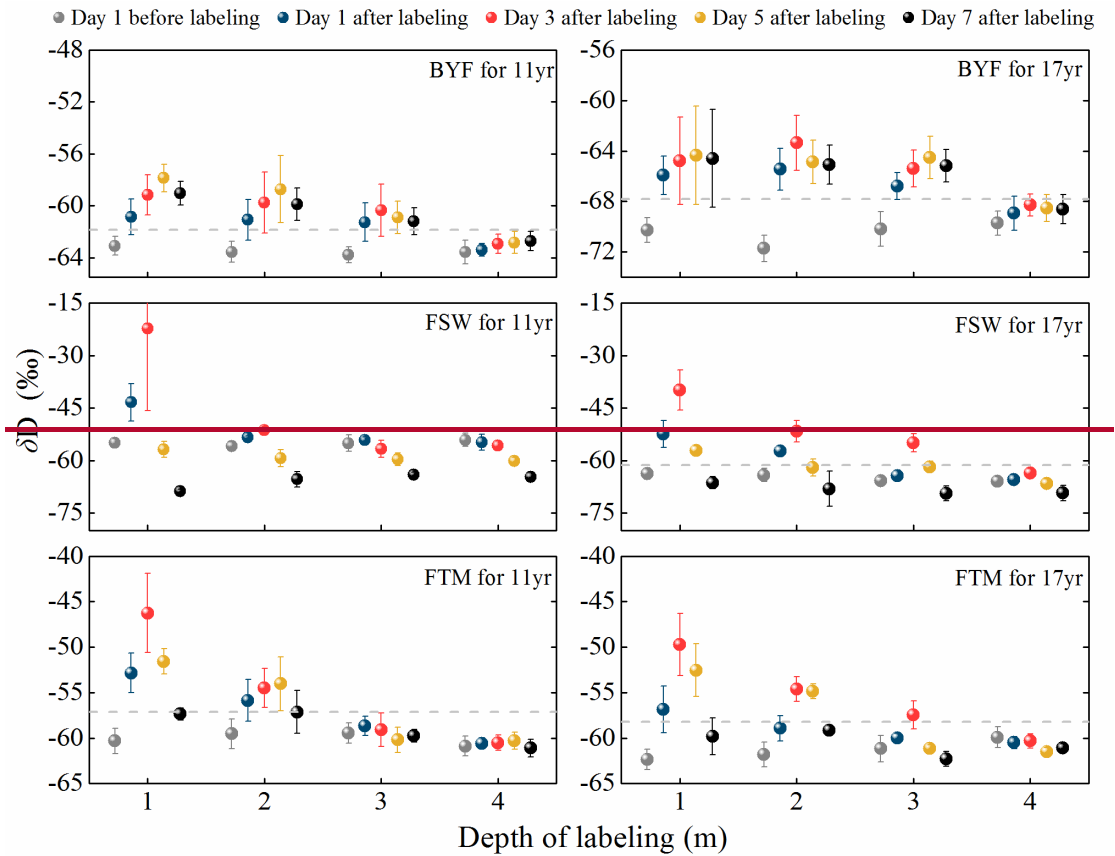 Day 1 before labeling Day 1 after labeling Day 3 after labeling Day 5 after labeling Day 7 after labeling
BYF for 11yr
-48
-52
-56
-60
-64
BYF for 17yr
-56
-60
-64
-68
-72
FSW for 11yr
-15
-30
-45
-60
-75
FSW for 17yr
-15
-30
-45
-60
-75
FTM for 11yr
-40
-45
-50
-55
-60
-65
FTM for 17yr
-40
-45
-50
-55
-60
-65
δD (‰)
1 2 3 4
1 2 3 4
Depth of labeling (m)